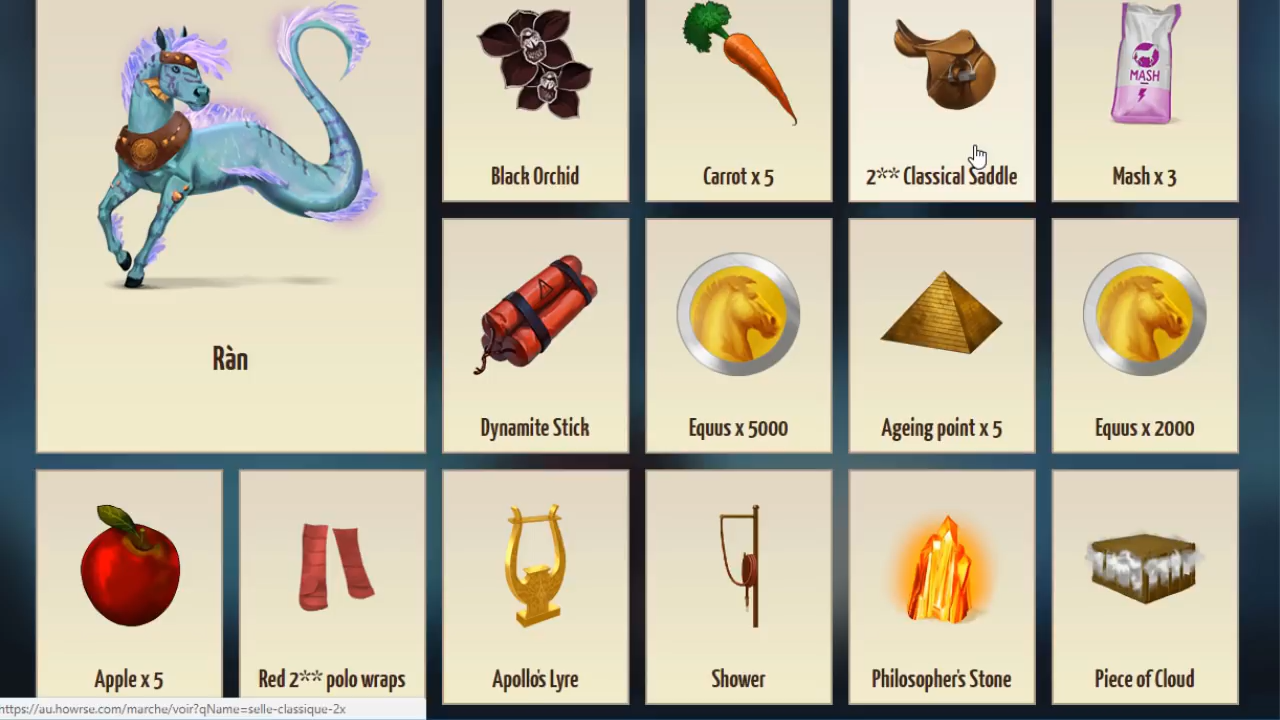 MASH
Black Orchid
Carrot x 5
2** Classical Saddle
Mash x 3
Ràn
Dynamite Stick
Equus x 5000
Ageing point x 5
Equus x 2000
Apple x 5
Red 2** polo wraps
Apollo's Lyre
Shower
Philosopher's Stone
Piece of Cloud
https://au.howrse.com/marche/voir?qName=selle-classique-2x